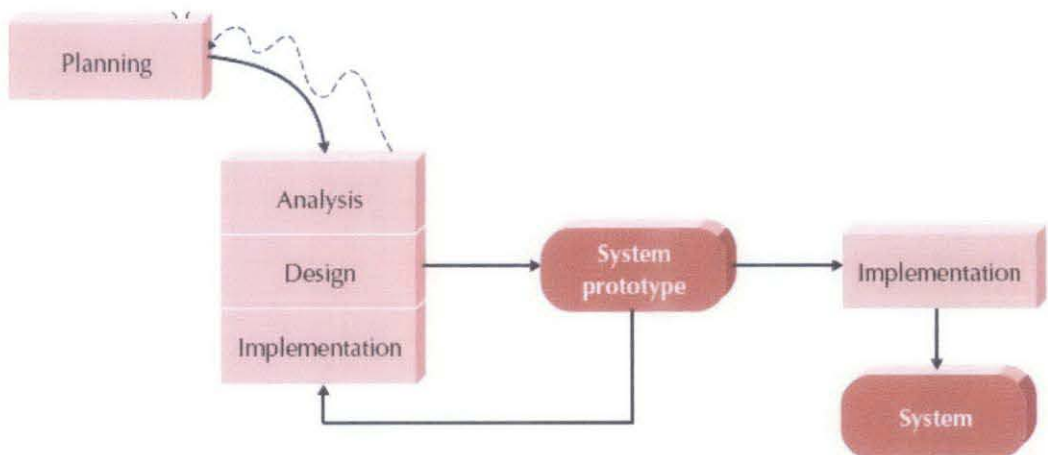 Planning
Analysis
Design
Implementation
System
prototype
Implementation
System